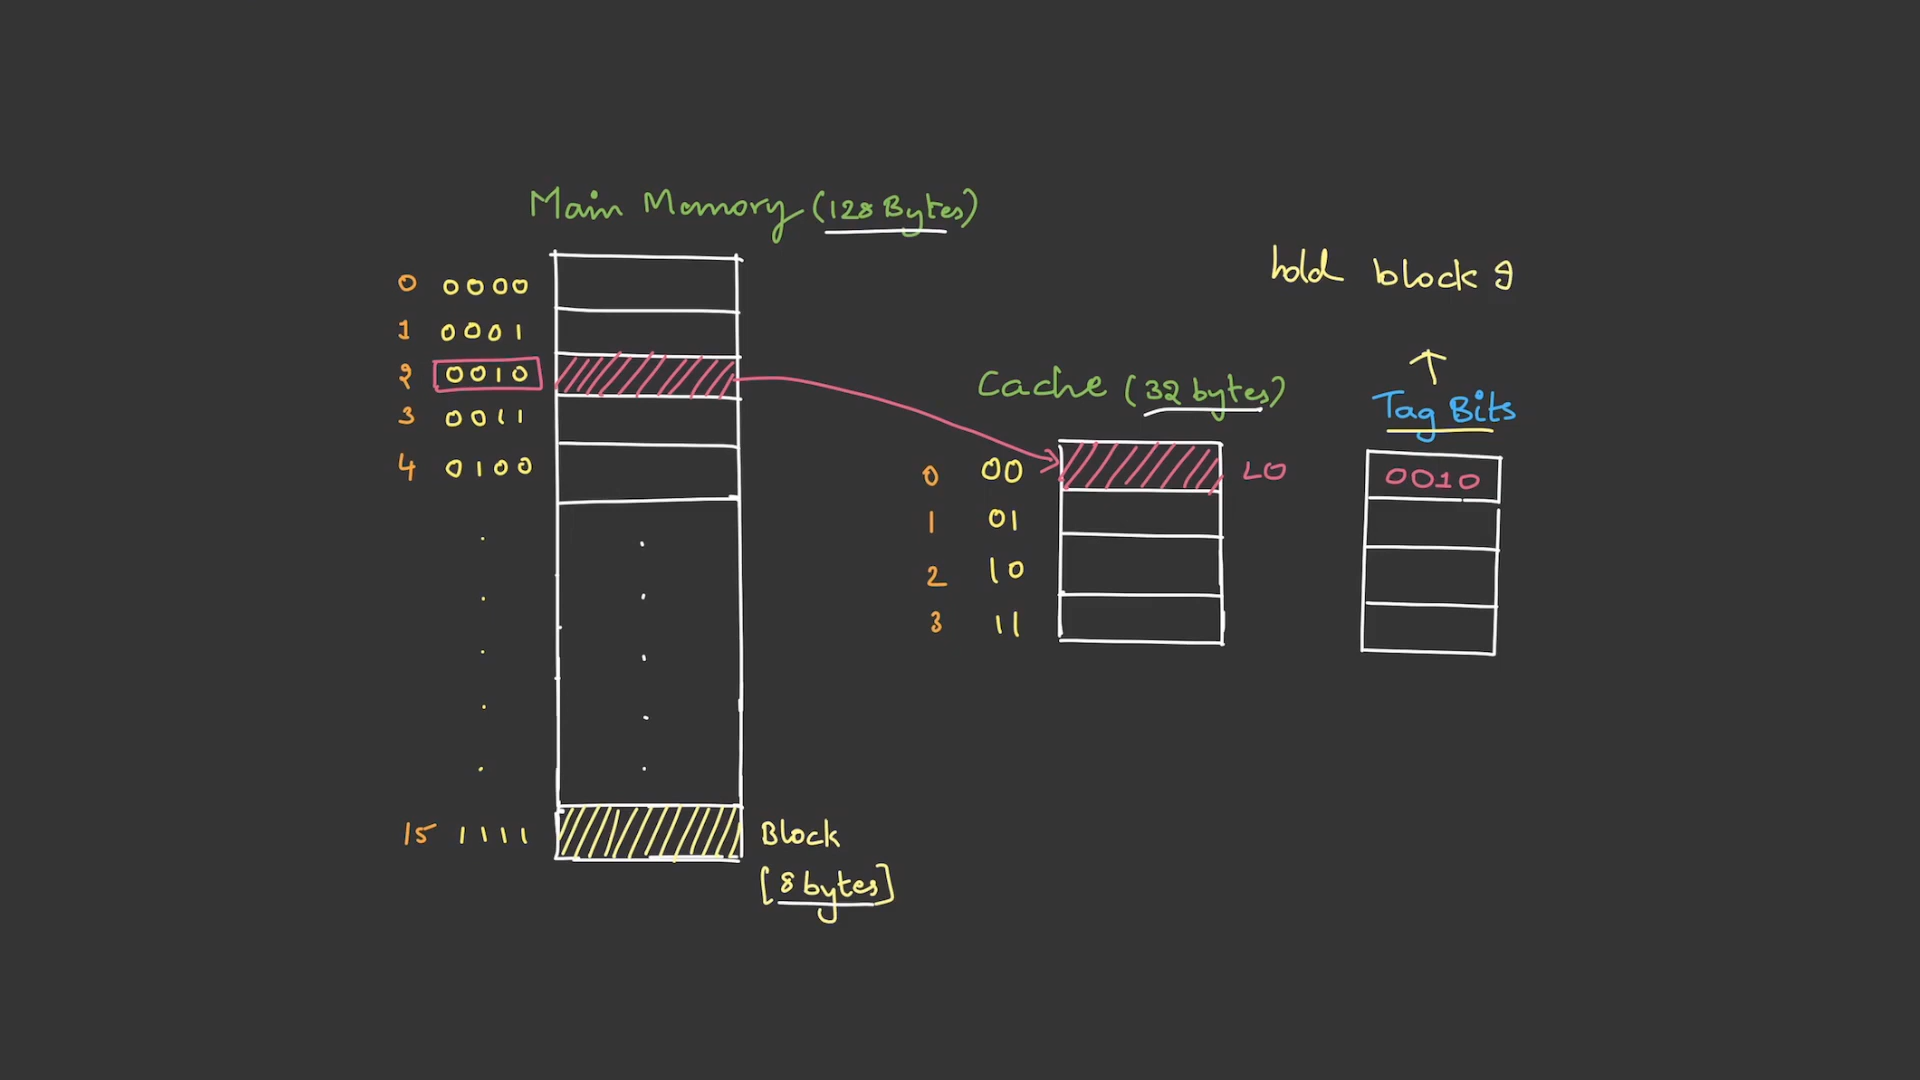 Main Memory (128 Bytes)
hold block 9
0 0000
1 0001
2 0010
3 0011
4 0100
15 1111
Block
[8 bytes]
Cache (32 bytes)
0 00 L0
1 01
2 10
3 11
Tag Bits
0010